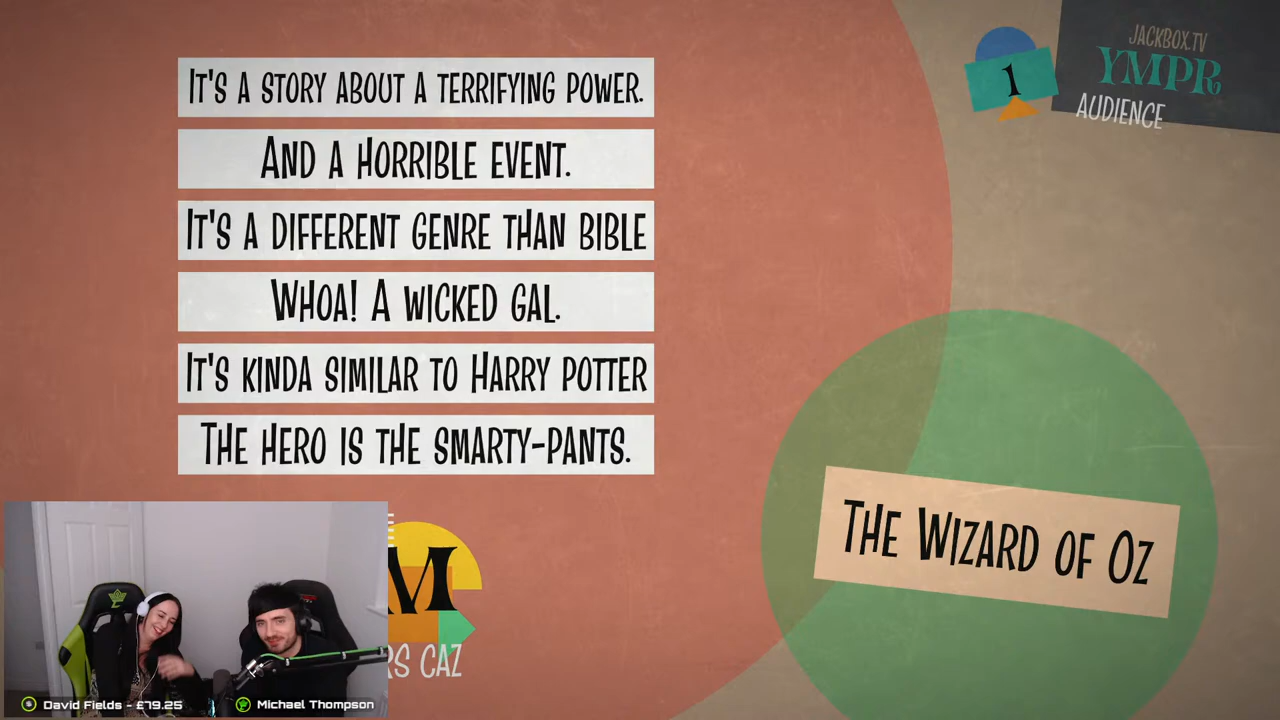 IT'S A STORY ABOUT A TERRIFYING POWER.
AND A HORRIBLE EVENT.
IT'S A DIFFERENT GENRE THAN BIBLE
WHOA! A WICKED GAL.
IT'S KINDA SIMILAR TO HARRY POTTER
THE HERO IS THE SMARTY-PANTS.
JACKBOX.TV
YMPR
1
AUDIENCE
THE WIZARD OF OZ
M
RS CAZ
David Fields - £79.25
Michael Thompson